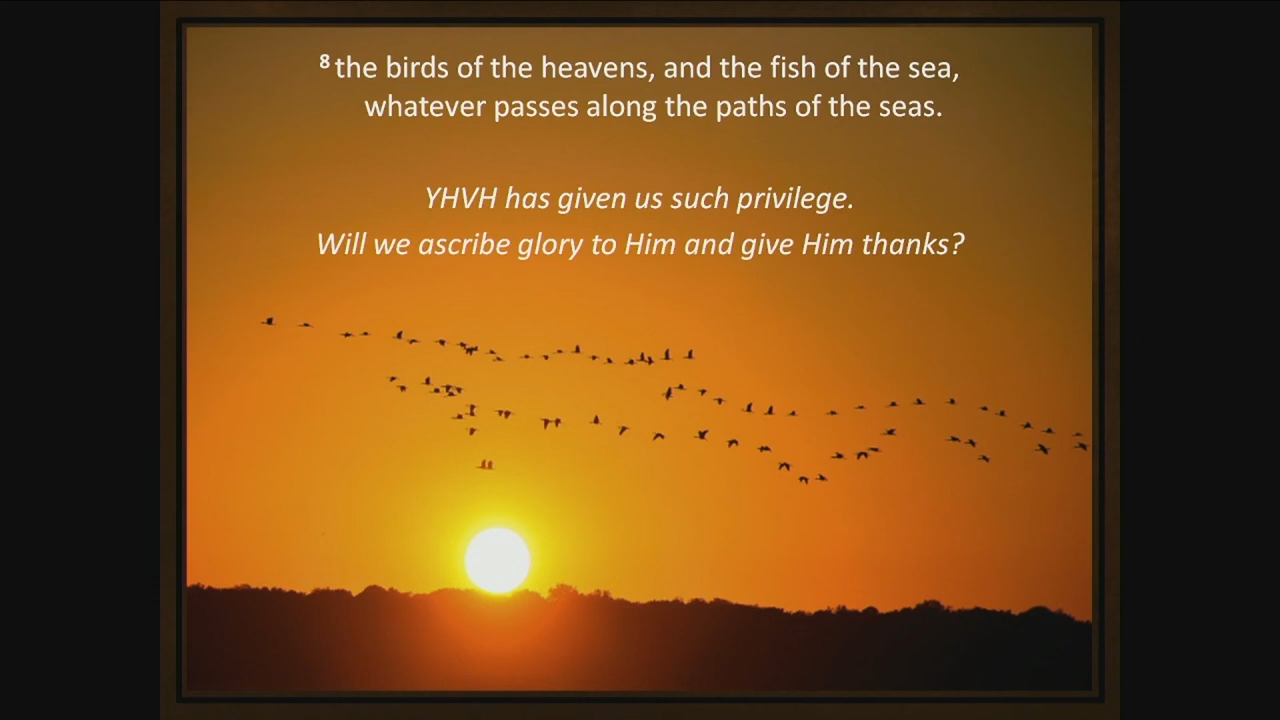 8 the birds of the heavens, and the fish of the sea,
whatever passes along the paths of the seas.
YHVH has given us such privilege.
Will we ascribe glory to Him and give Him thanks?